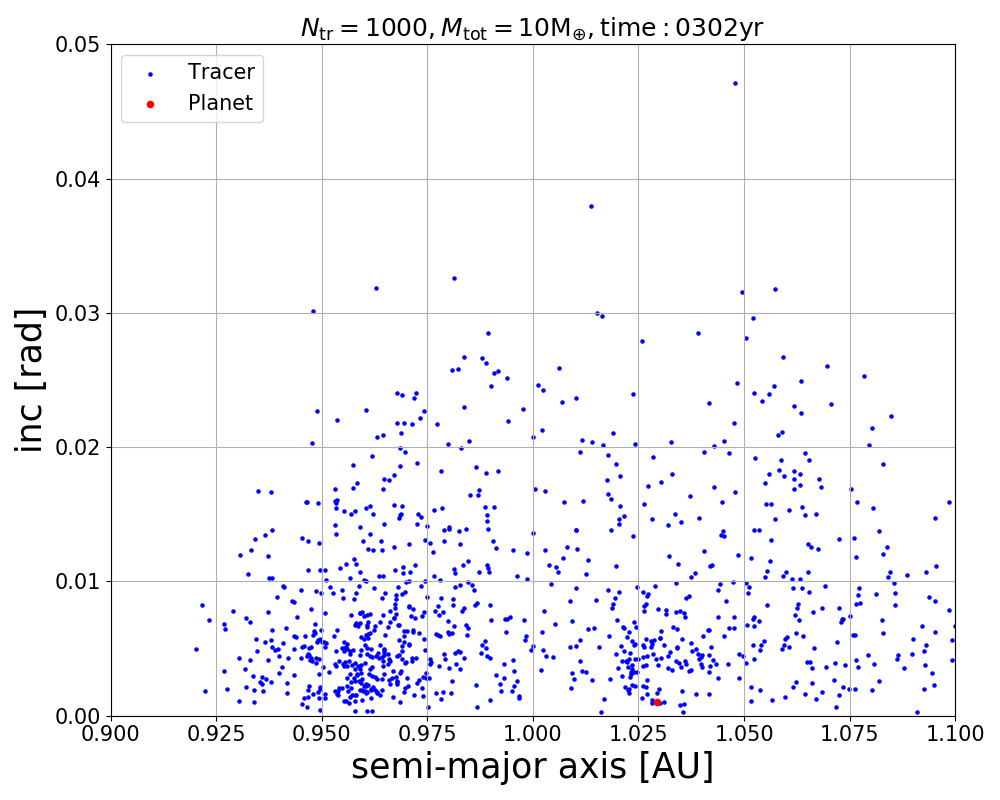 N_tr = 1000, M_tot = 10M_⊕, time : 0302yr
Tracer
Planet
inc [rad]
0.05
0.04
0.03
0.02
0.01
0.00
0.900 0.925 0.950 0.975 1.000 1.025 1.050 1.075 1.100
semi-major axis [AU]